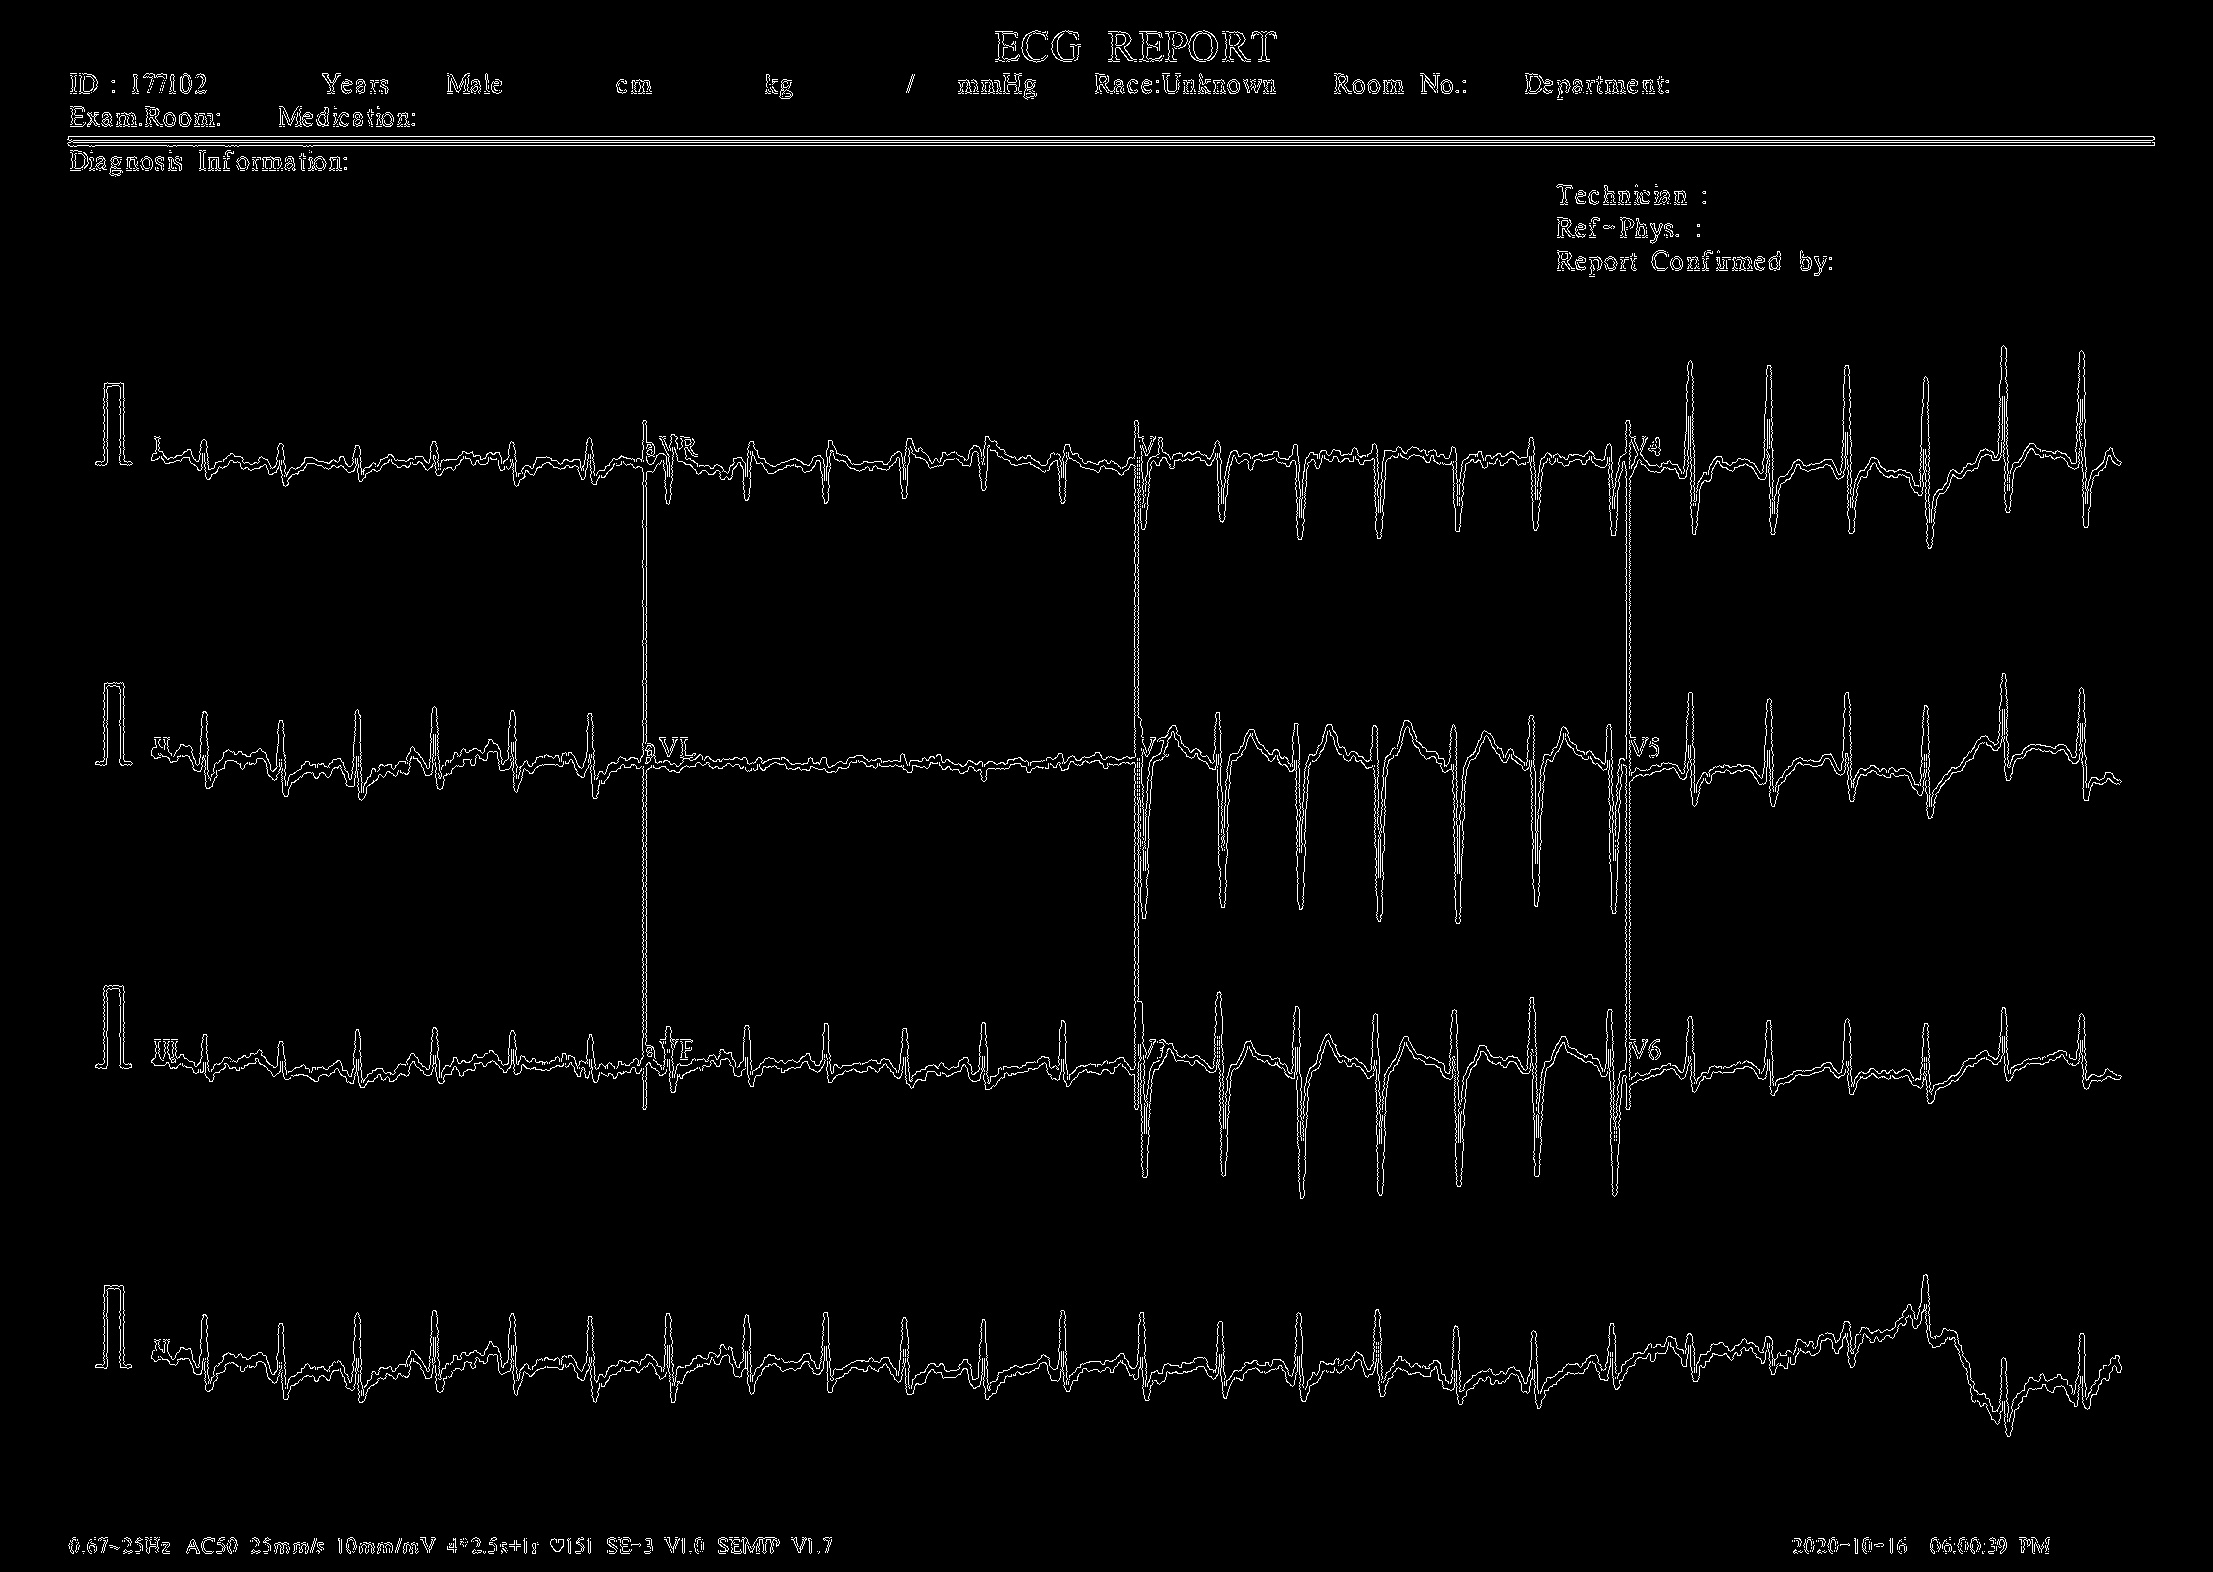 ECG REPORT
ID : 177102 Years Male cm kg / mmHg Race:Unknown Room No.: Department:
Exam.Room: Medication:
Diagnosis Information:
Technician :
Ref-Phys. :
Report Confirmed by:
I aVR V1 V4
II aVL V2 V5
III aVF V3 V6
II
0.67~25Hz AC50 25mm/s 10mm/mV 4*2.5s+1r ♡151 SE-3 V1.0 SEMIP V1.7 2020-10-16 06:00:39 PM